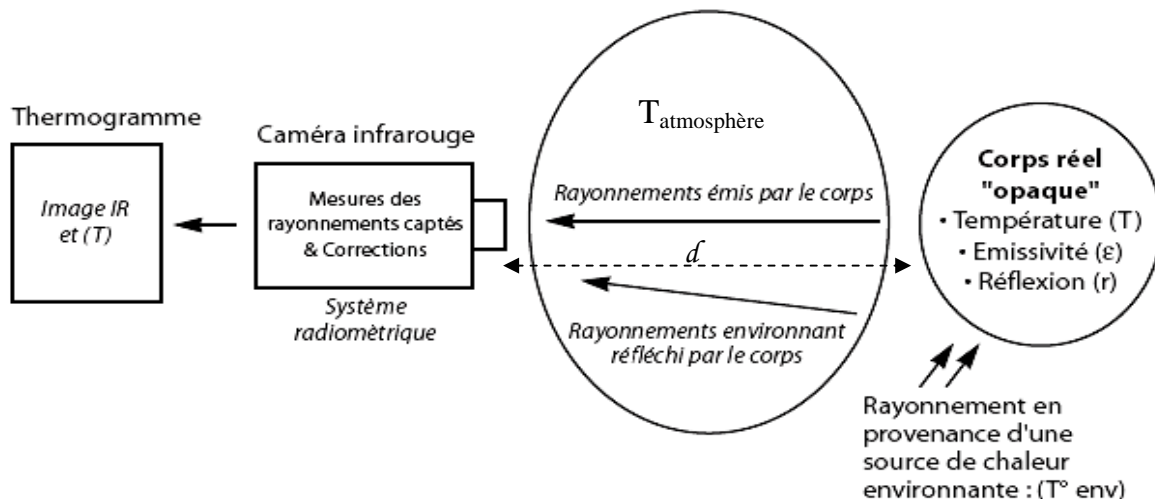 Thermogramme
Image IR
et (T)
Caméra infrarouge
Mesures des
rayonnements captés
& Corrections
Système
radiomètrique
T atmosphère
Rayonnements émis par le corps
d
Rayonnements environnant
réfléchi par le corps
Corps réel
"opaque"
• Température (T)
• Emissivité (ε)
• Réflexion (r)
Rayonnement en
provenance d'une
source de chaleur
environnante : (T° env)